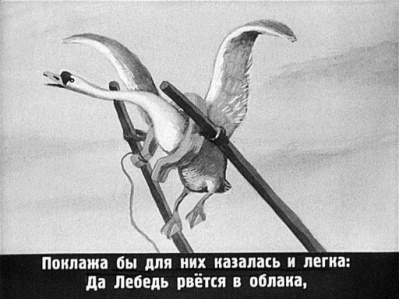 Поклажа бы для них казалась и легка:
Да Лебедь рвётся в облака,